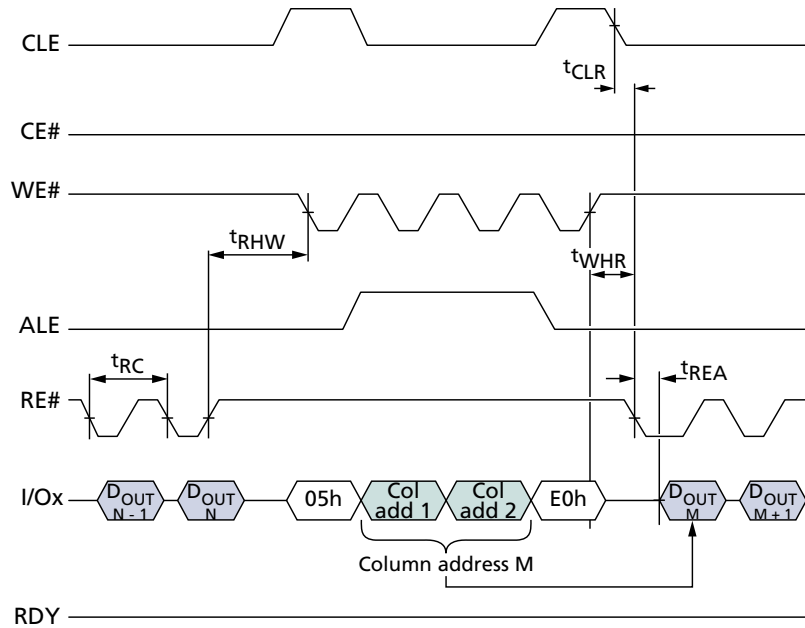 CLE
tCLR
CE#
WE#
tRHW
tWHR
ALE
tRC
tREA
RE#
I/Ox
DOUT
N - 1
DOUT
N
05h
Col
add 1
Col
add 2
E0h
DOUT
M
DOUT
M + 1
Column address M
RDY